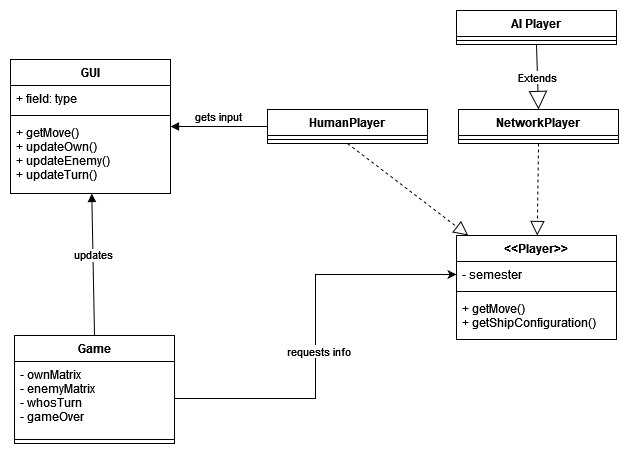 AI Player
Extends
GUI
+ field: type
+ getMove()
+ updateOwn()
+ updateEnemy()
+ updateTurn()
gets input
HumanPlayer
NetworkPlayer
updates
<<Player>>
- semester
+ getMove()
+ getShipConfiguration()
requests info
Game
- ownMatrix
- enemyMatrix
- whosTurn
- gameOver